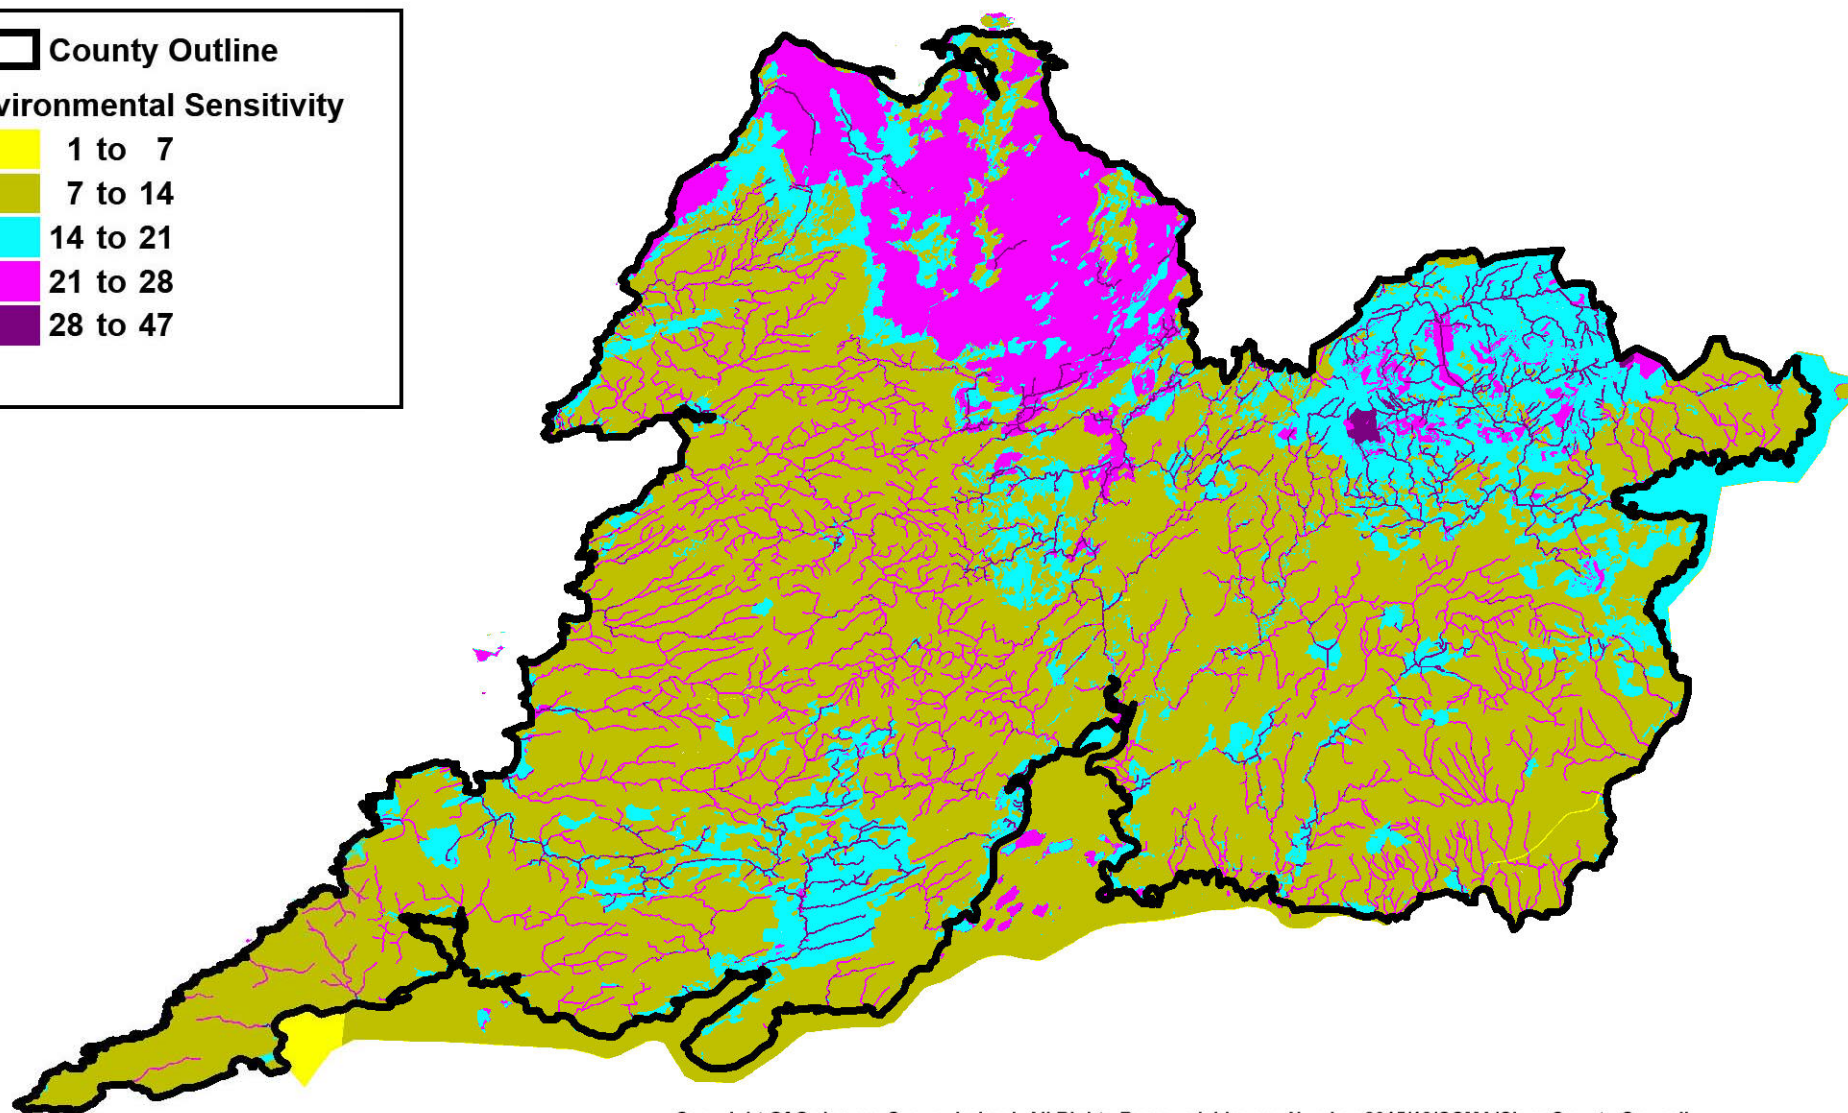 County Outline
vironmental Sensitivity
1 to 7
7 to 14
14 to 21
21 to 28
28 to 47